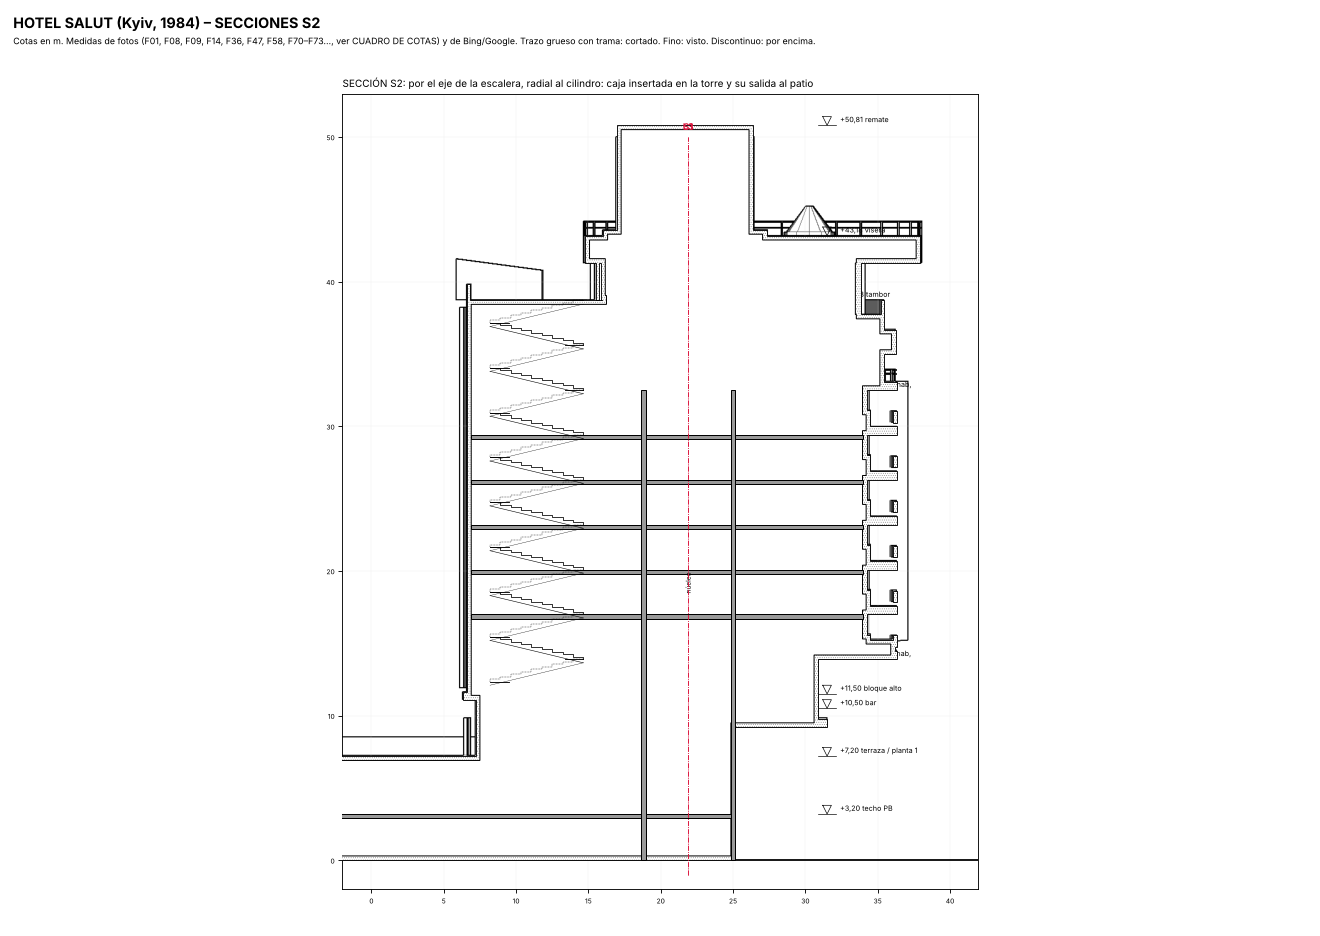 HOTEL SALUT (Kyiv, 1984) – SECCIONES S2
Cotas en m. Medidas de fotos (F01, F08, F09, F14, F36, F47, F58, F70–F73..., ver CUADRO DE COTAS) y de Bing/Google. Trazo grueso con trama: cortado. Fino: visto. Discontinuo: por encima.
SECCIÓN S2: por el eje de la escalera, radial al cilindro: caja insertada en la torre y su salida al patio
+50,81 remate
50
tambor
40
hab,
30
20
núcleo
hab,
+11,50 bloque alto
+10,50 bar
10
+7,20 terraza / planta 1
+3,20 techo PB
0
0 5 10 15 20 25 30 35 40